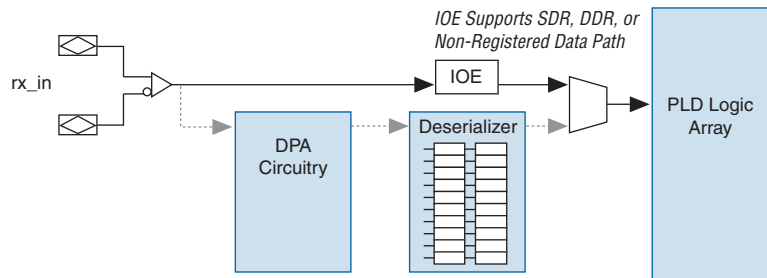 IOE Supports SDR, DDR, or
Non-Registered Data Path
rx_in
IOE
PLD Logic
Array
DPA
Circuitry
Deserializer